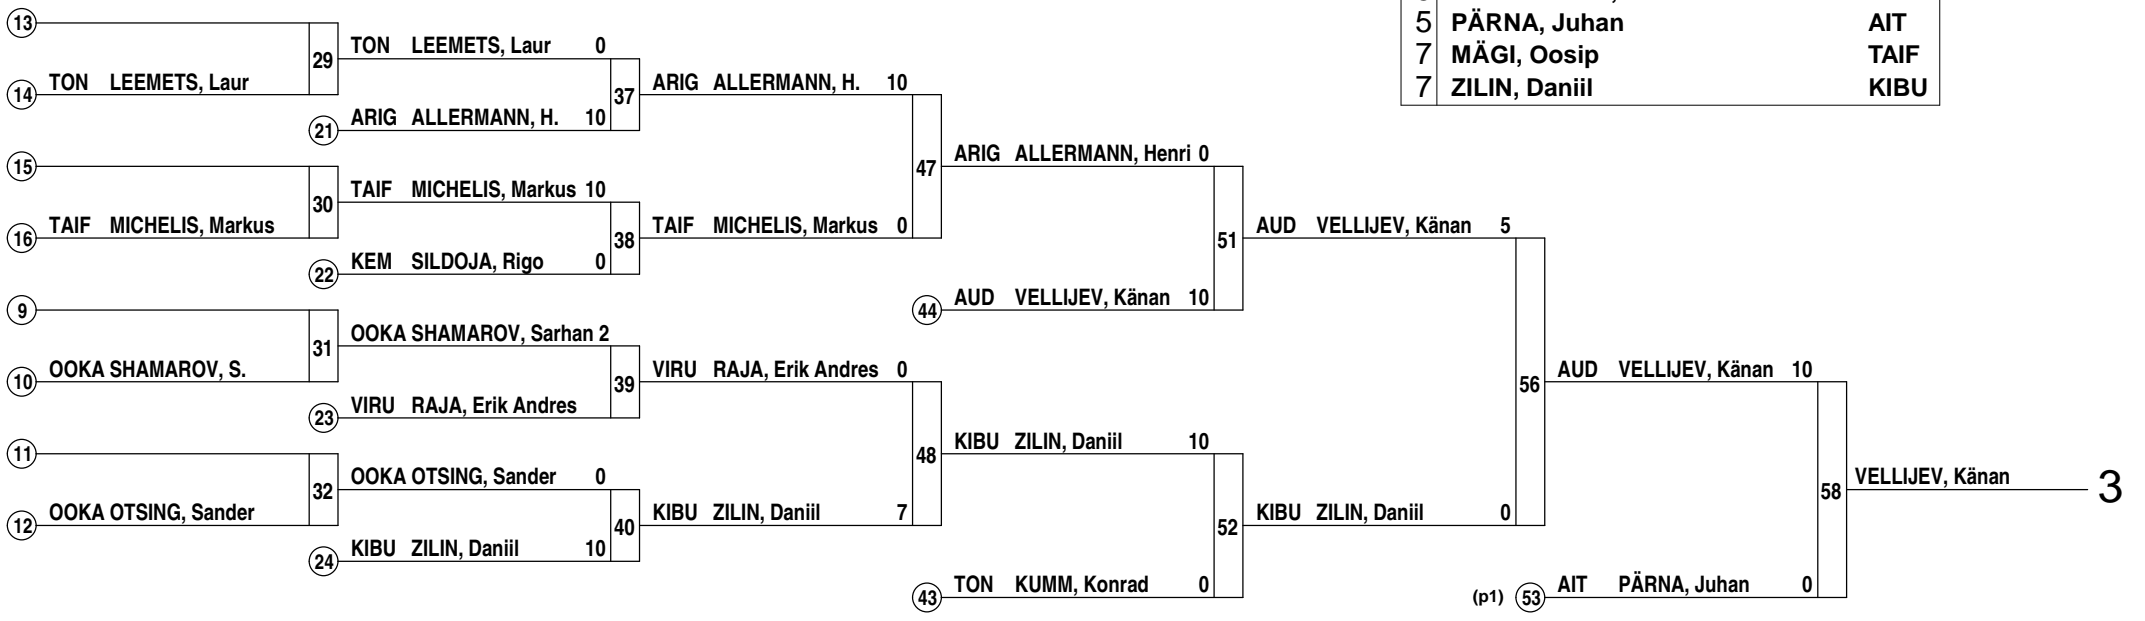 5 PÄRNA, Juhan AIT
7 MÄGI, Oosip TAIF
7 ZILIN, Daniil KIBU
13
29
TON LEEMETS, Laur 0
14 TON LEEMETS, Laur
37
ARIG ALLERMANN, H. 10
21 ARIG ALLERMANN, H. 10
47
ARIG ALLERMANN, Henri 0
15
30
TAIF MICHELIS, Markus 10
16 TAIF MICHELIS, Markus
38
TAIF MICHELIS, Markus 0
22 KEM SILDOJA, Rigo 0
51
AUD VELLIJEV, Känan 5
44 AUD VELLIJEV, Känan 10
9
31
OOKA SHAMAROV, Sarhan 2
10 OOKA SHAMAROV, S.
39
VIRU RAJA, Erik Andres 0
23 VIRU RAJA, Erik Andres
56
AUD VELLIJEV, Känan 10
48
KIBU ZILIN, Daniil 10
11
32
OOKA OTSING, Sander 0
12 OOKA OTSING, Sander
40
KIBU ZILIN, Daniil 7
24 KIBU ZILIN, Daniil 10
52
KIBU ZILIN, Daniil 0
43 TON KUMM, Konrad 0
58
VELLIJEV, Känan 3
(p1) 53 AIT PÄRNA, Juhan 0